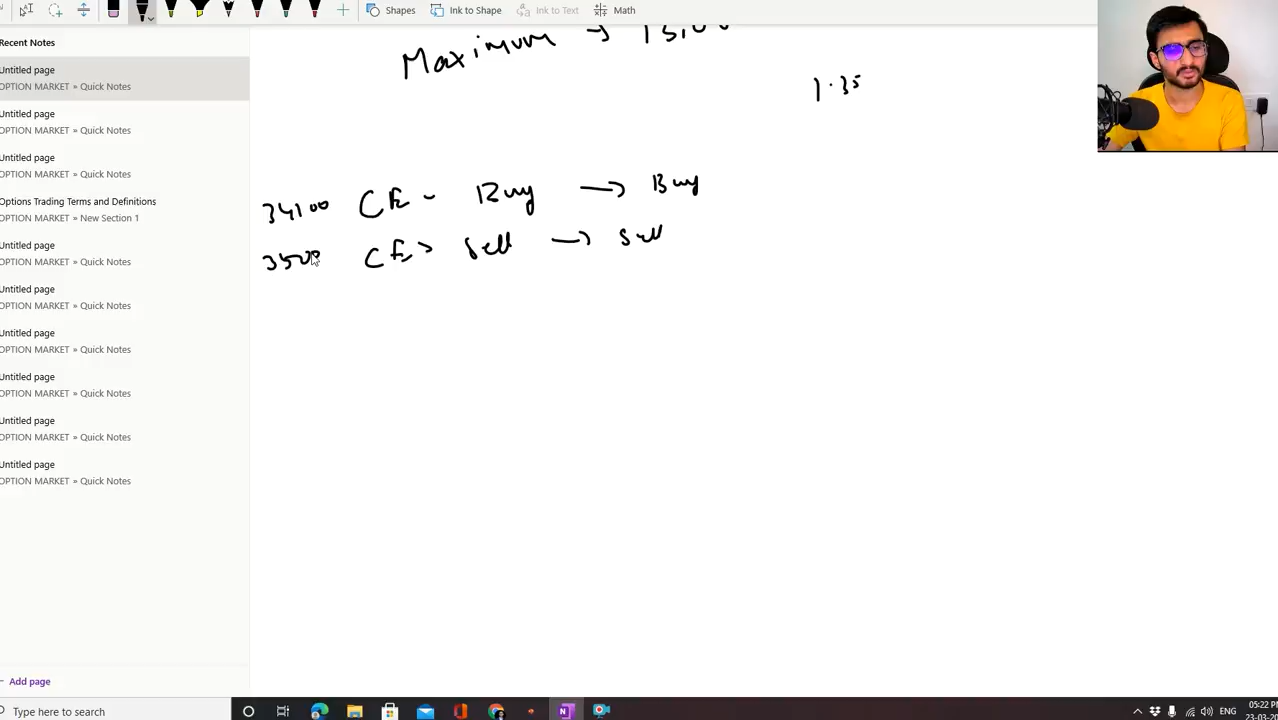 Shapes
Ink to Shape
Ink to Text
Math
Recent Notes
Untitled page
OPTION MARKET » Quick Notes
Untitled page
OPTION MARKET » Quick Notes
Untitled page
OPTION MARKET » Quick Notes
Options Trading Terms and Definitions
OPTION MARKET » New Section 1
Untitled page
OPTION MARKET » Quick Notes
Untitled page
OPTION MARKET » Quick Notes
Untitled page
OPTION MARKET » Quick Notes
Untitled page
OPTION MARKET » Quick Notes
Untitled page
OPTION MARKET » Quick Notes
Untitled page
OPTION MARKET » Quick Notes
Add page
Maximum →
1.35
34100 CE - Buy → Buy
CE > Sell → Sell
Type here to search
ENG
05:22 P